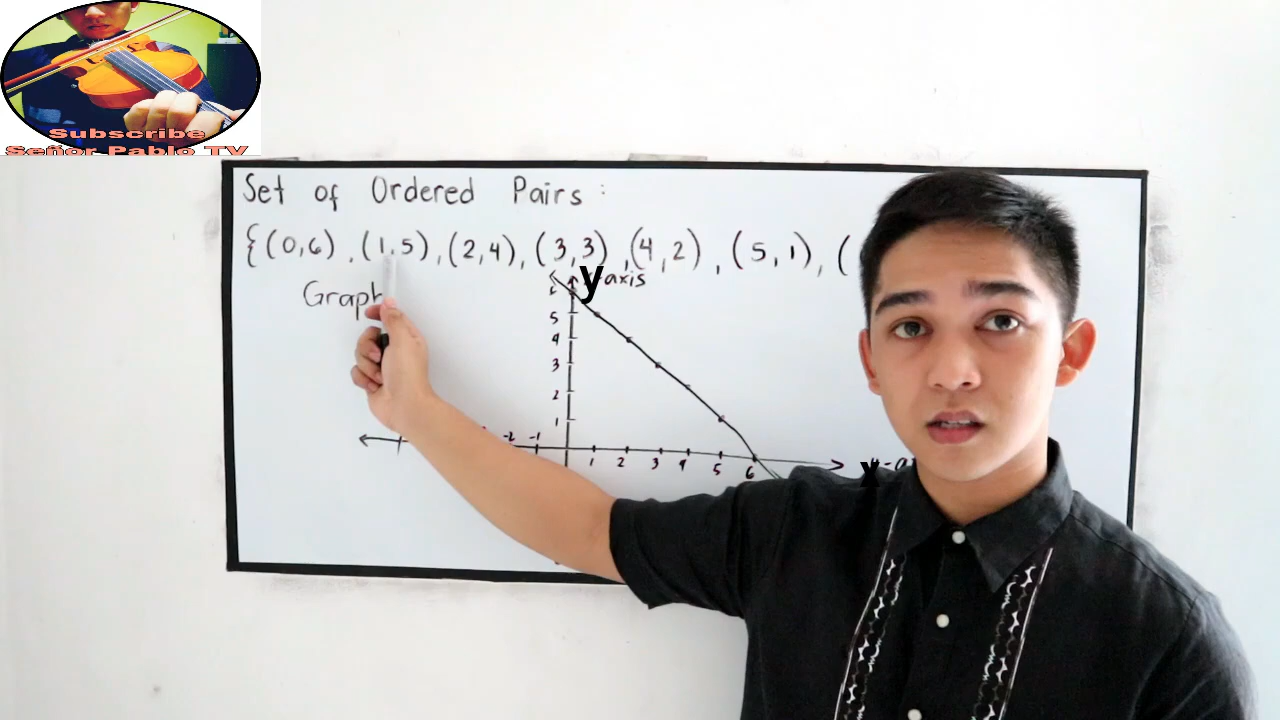 Subscribe
Señor Pablo TV
Set of Ordered Pairs :
{(0,6) , (1,5) , (2,4) , (3,3) , (4,2) , (5,1) , (
Graph
y axis
6
5
4
3
2
1
-2 -1
1 2 3 4 5 6
x